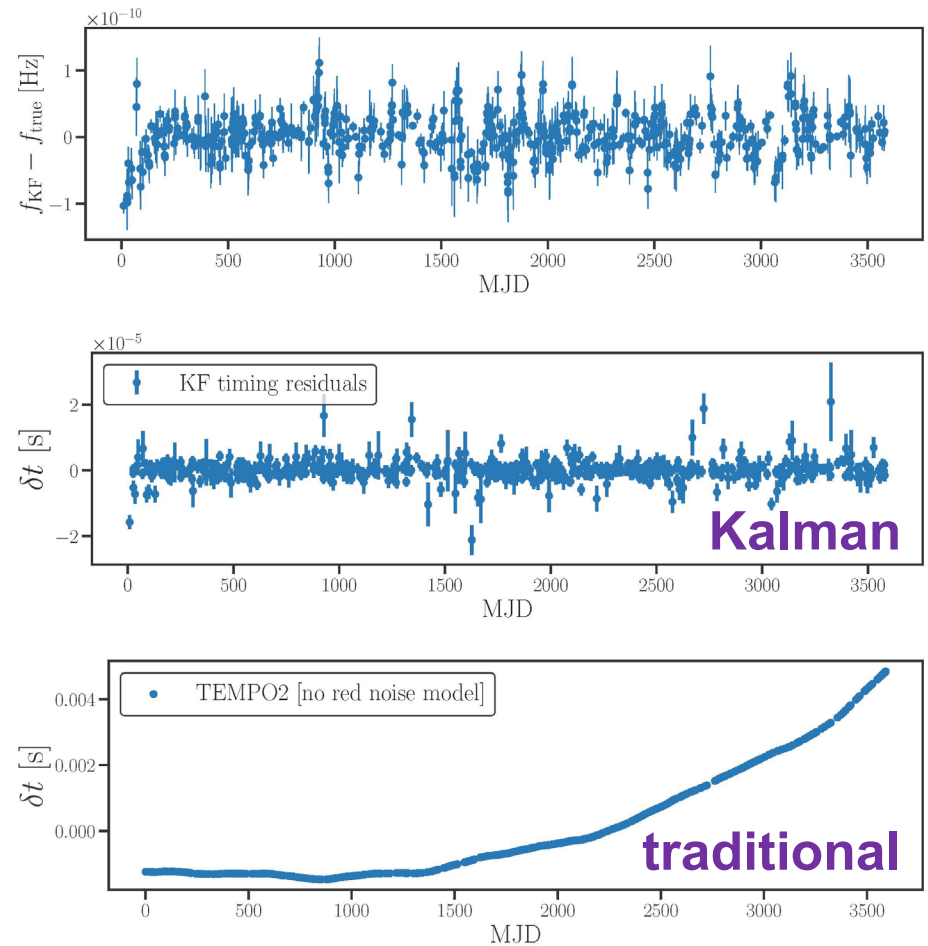 ×10⁻¹⁰
f_KF − f_true [Hz]
1
0
−1
0 500 1000 1500 2000 2500 3000 3500
MJD
×10⁻⁵
KF timing residuals
δt [s]
2
0
−2
Kalman
0 500 1000 1500 2000 2500 3000 3500
MJD
TEMPO2 [no red noise model]
δt [s]
0.004
0.002
0.000
traditional
0 500 1000 1500 2000 2500 3000 3500
MJD